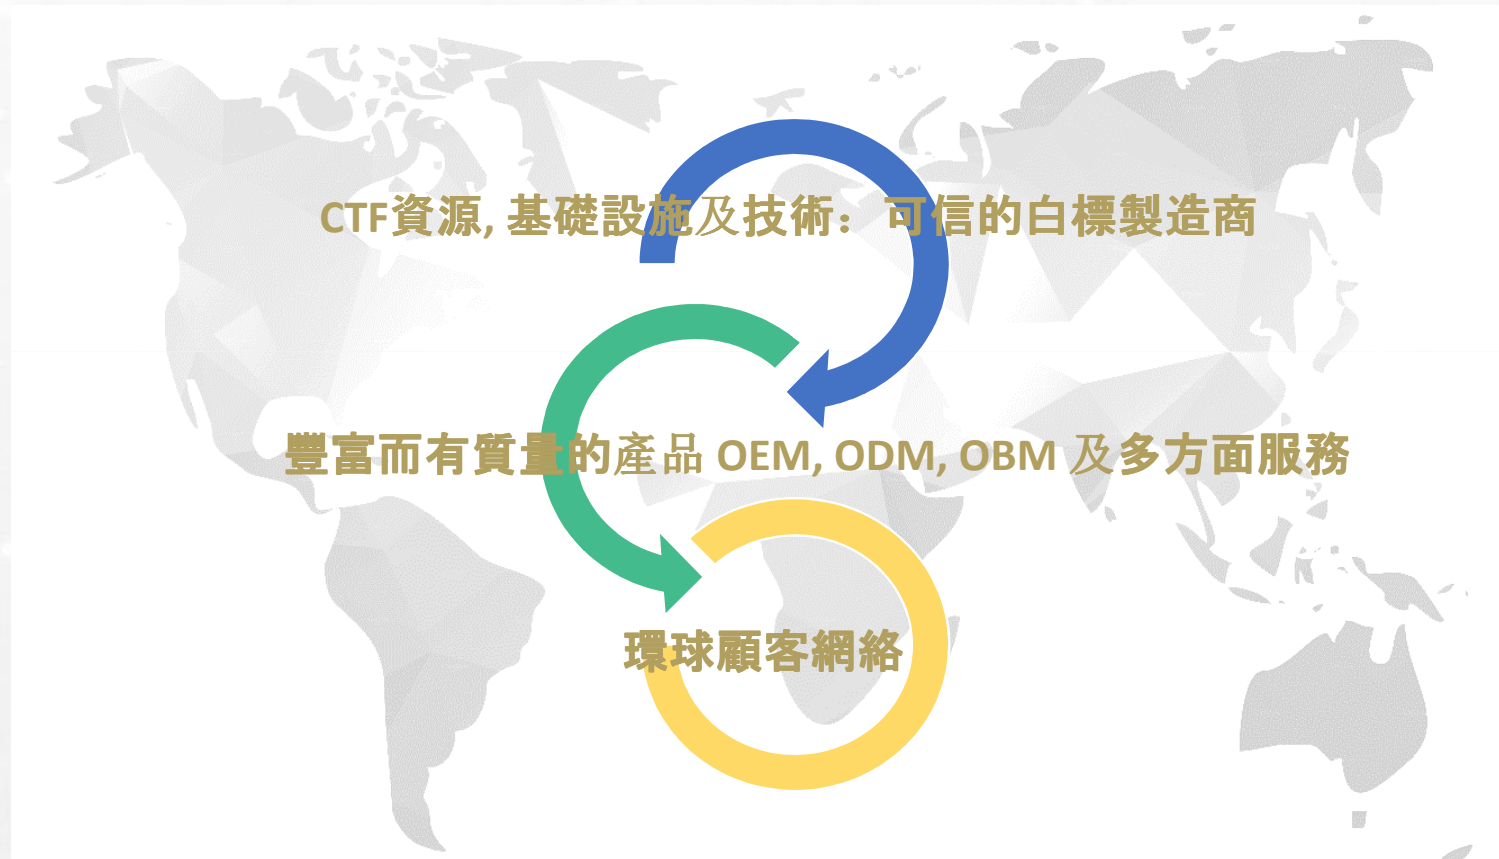 CTF資源, 基礎設施及技術：可信的白標製造商
豐富而有質量的產品 OEM, ODM, OBM 及多方面服務
環球顧客網絡